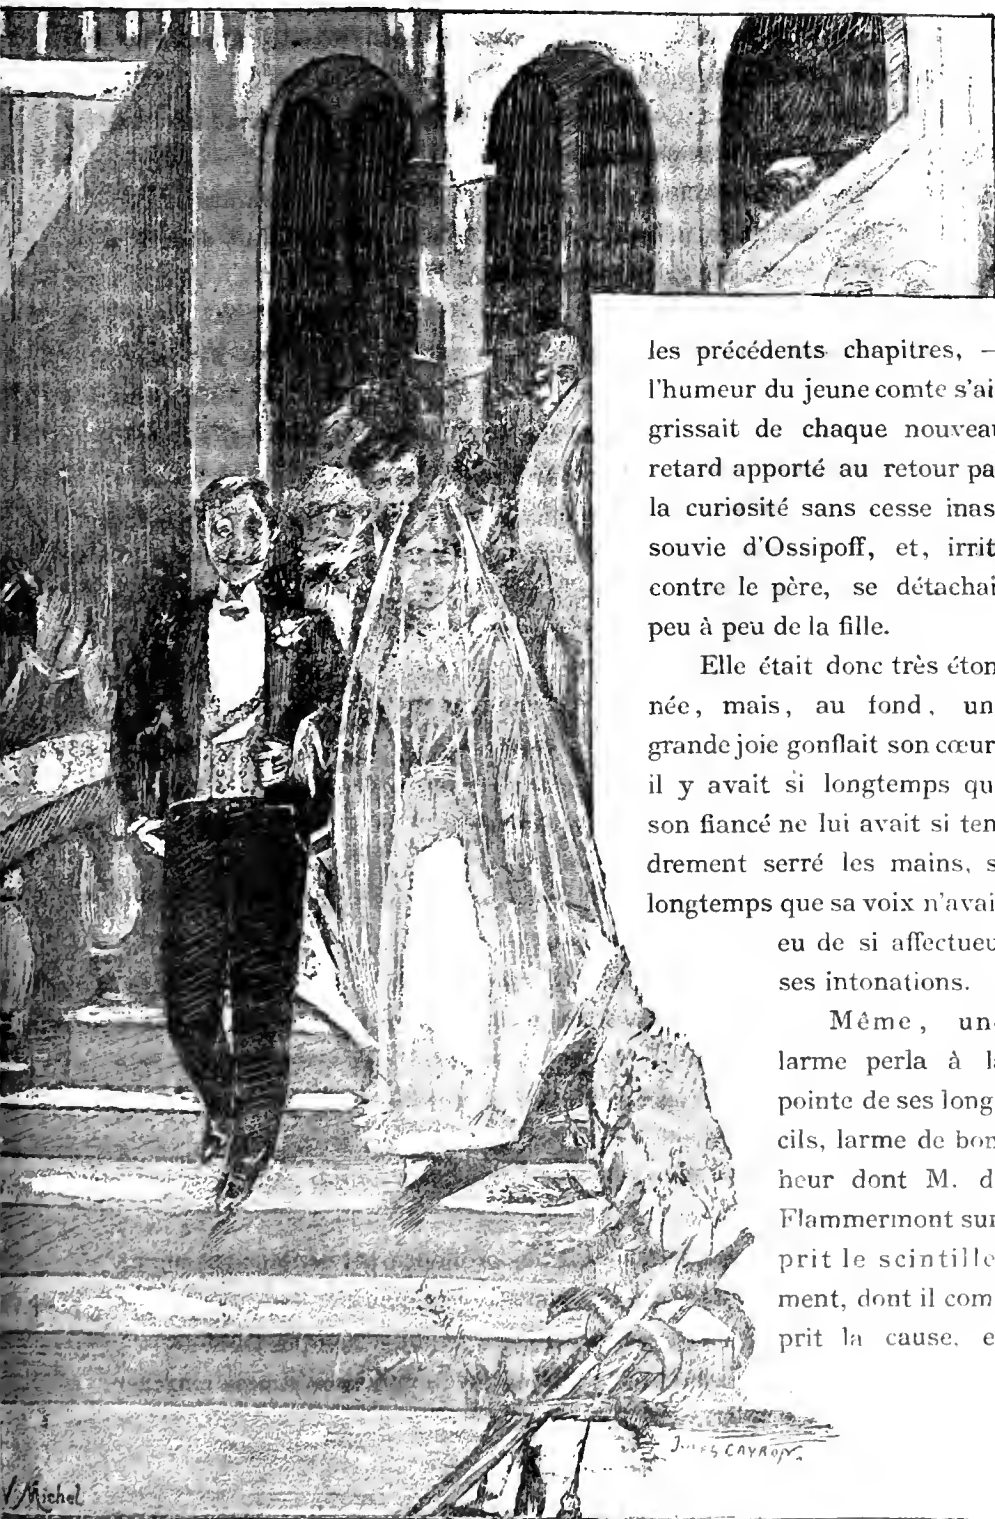 les précédents chapitres, —
l'humeur du jeune comte s'ai
grissait de chaque nouveau
retard apporté au retour pa
la curiosité sans cesse inas
souvie d'Ossipoff, et, irrit
contre le père, se détachai
peu à peu de la fille.
Elle était donc très éton
née, mais, au fond, un
grande joie gonflait son cœur
il y avait si longtemps qu
son fiancé ne lui avait si ten
drement serré les mains, s
longtemps que sa voix n'avai
eu de si affectueu
ses intonations.
Même, un
larme perla à l
pointe de ses long
cils, larme de bon
heur dont M. d
Flammermont sur
prit le scintille
ment, dont il com
prit la cause, e
JULES CAYRON
V Michel